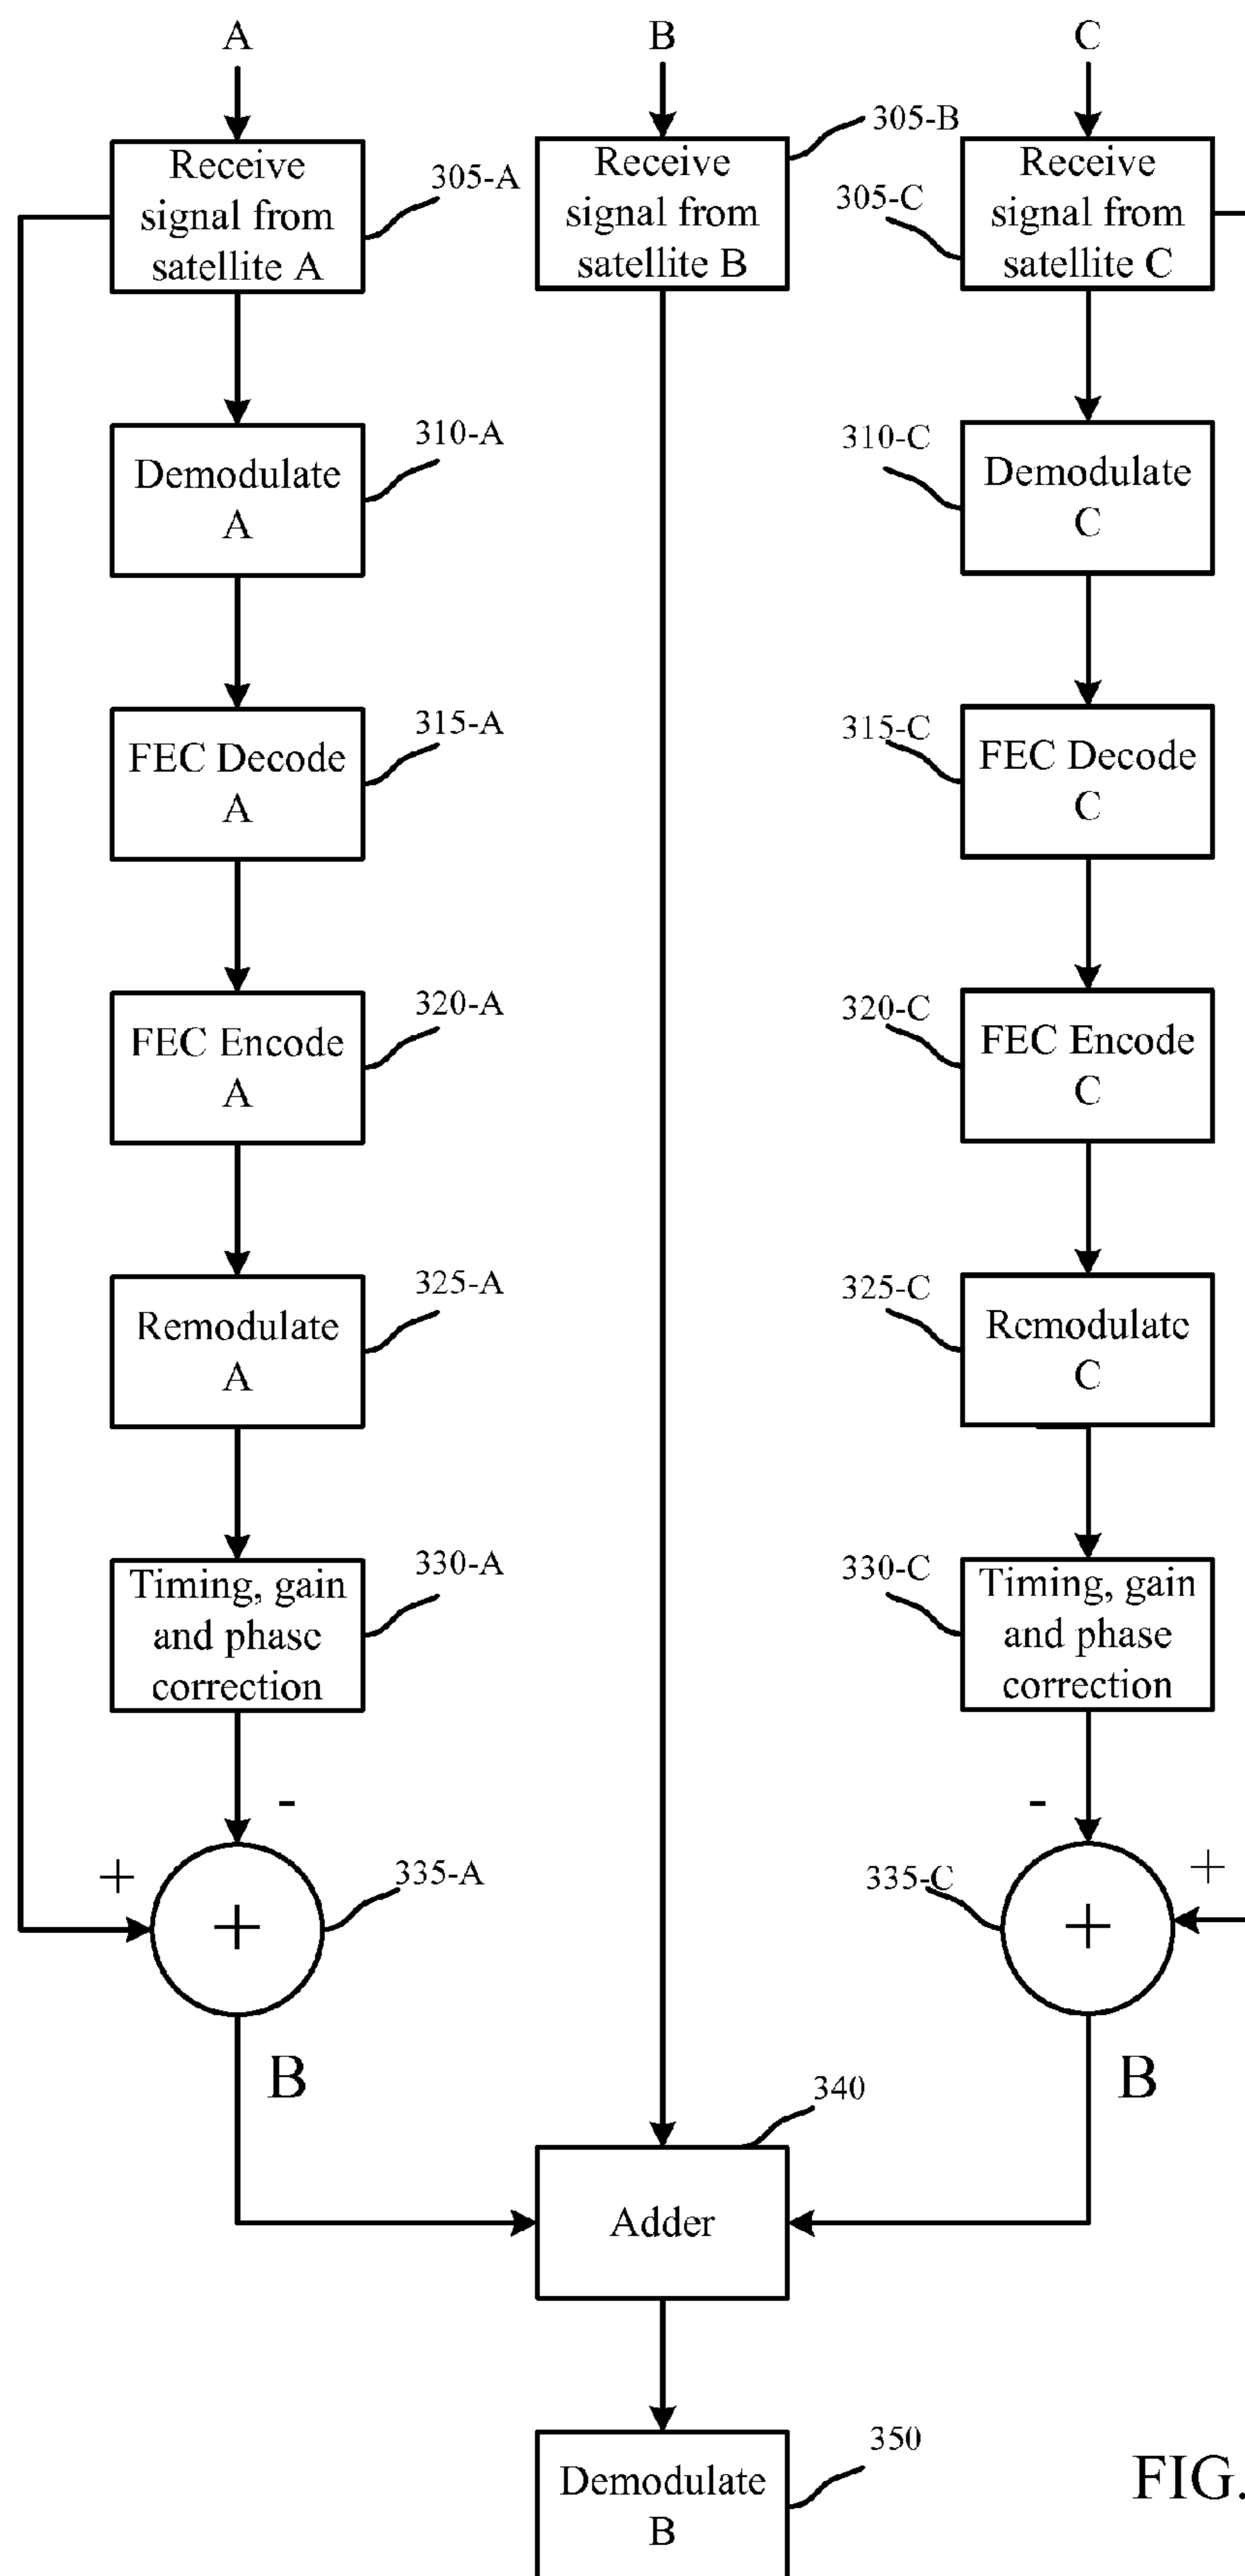 A
B
C
Receive
signal from
satellite A
305-A
Receive
signal from
satellite B
305-B
305-C
Receive
signal from
satellite C
Demodulate
A
310-A
310-C
Demodulate
C
FEC Decode
A
315-A
315-C
FEC Decode
C
FEC Encode
A
320-A
320-C
FEC Encode
C
Remodulate
A
325-A
325-C
Remodulate
C
Timing, gain
and phase
correction
330-A
330-C
Timing, gain
and phase
correction
-
-
+
+
335-A
335-C
+
+
B
B
340
Adder
350
Demodulate
B
FIG.